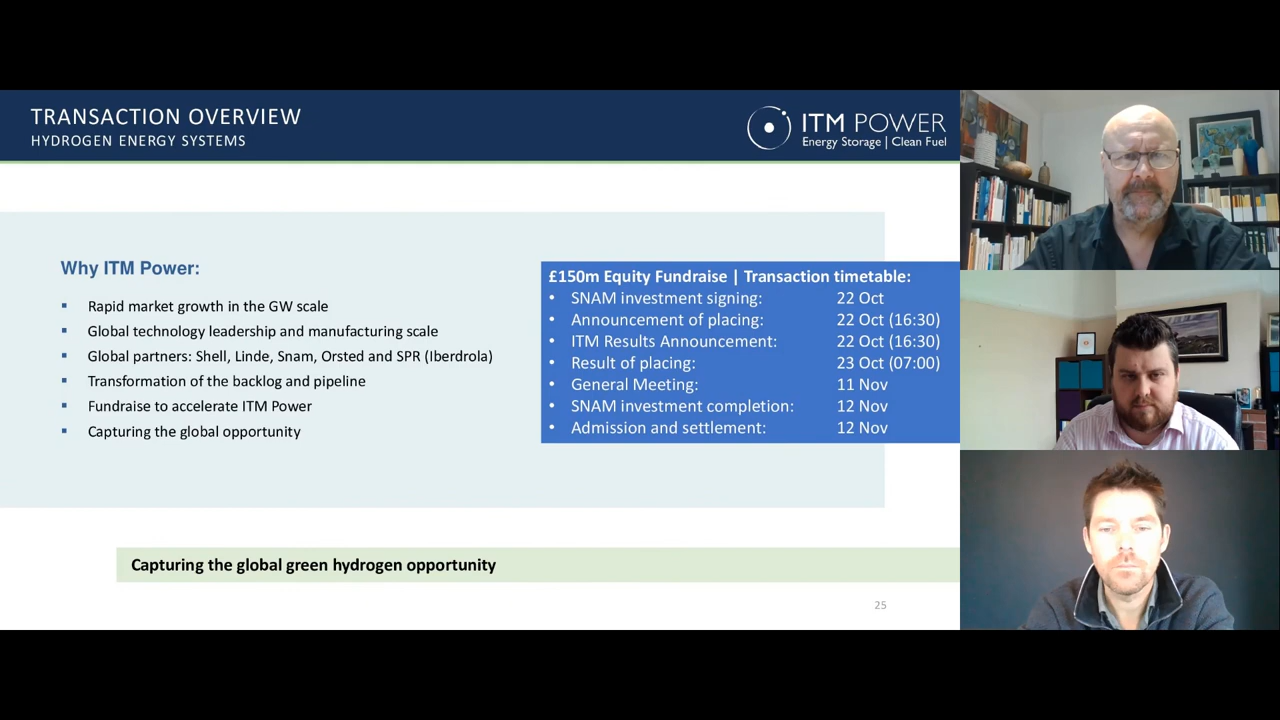 TRANSACTION OVERVIEW
HYDROGEN ENERGY SYSTEMS
ITM POWER
Energy Storage | Clean Fuel
Why ITM Power:
▪ Rapid market growth in the GW scale
▪ Global technology leadership and manufacturing scale
▪ Global partners: Shell, Linde, Snam, Orsted and SPR (Iberdrola)
▪ Transformation of the backlog and pipeline
▪ Fundraise to accelerate ITM Power
▪ Capturing the global opportunity
£150m Equity Fundraise | Transaction timetable:
• SNAM investment signing: 22 Oct
• Announcement of placing: 22 Oct (16:30)
• ITM Results Announcement: 22 Oct (16:30)
• Result of placing: 23 Oct (07:00)
• General Meeting: 11 Nov
• SNAM investment completion: 12 Nov
• Admission and settlement: 12 Nov
Capturing the global green hydrogen opportunity
25